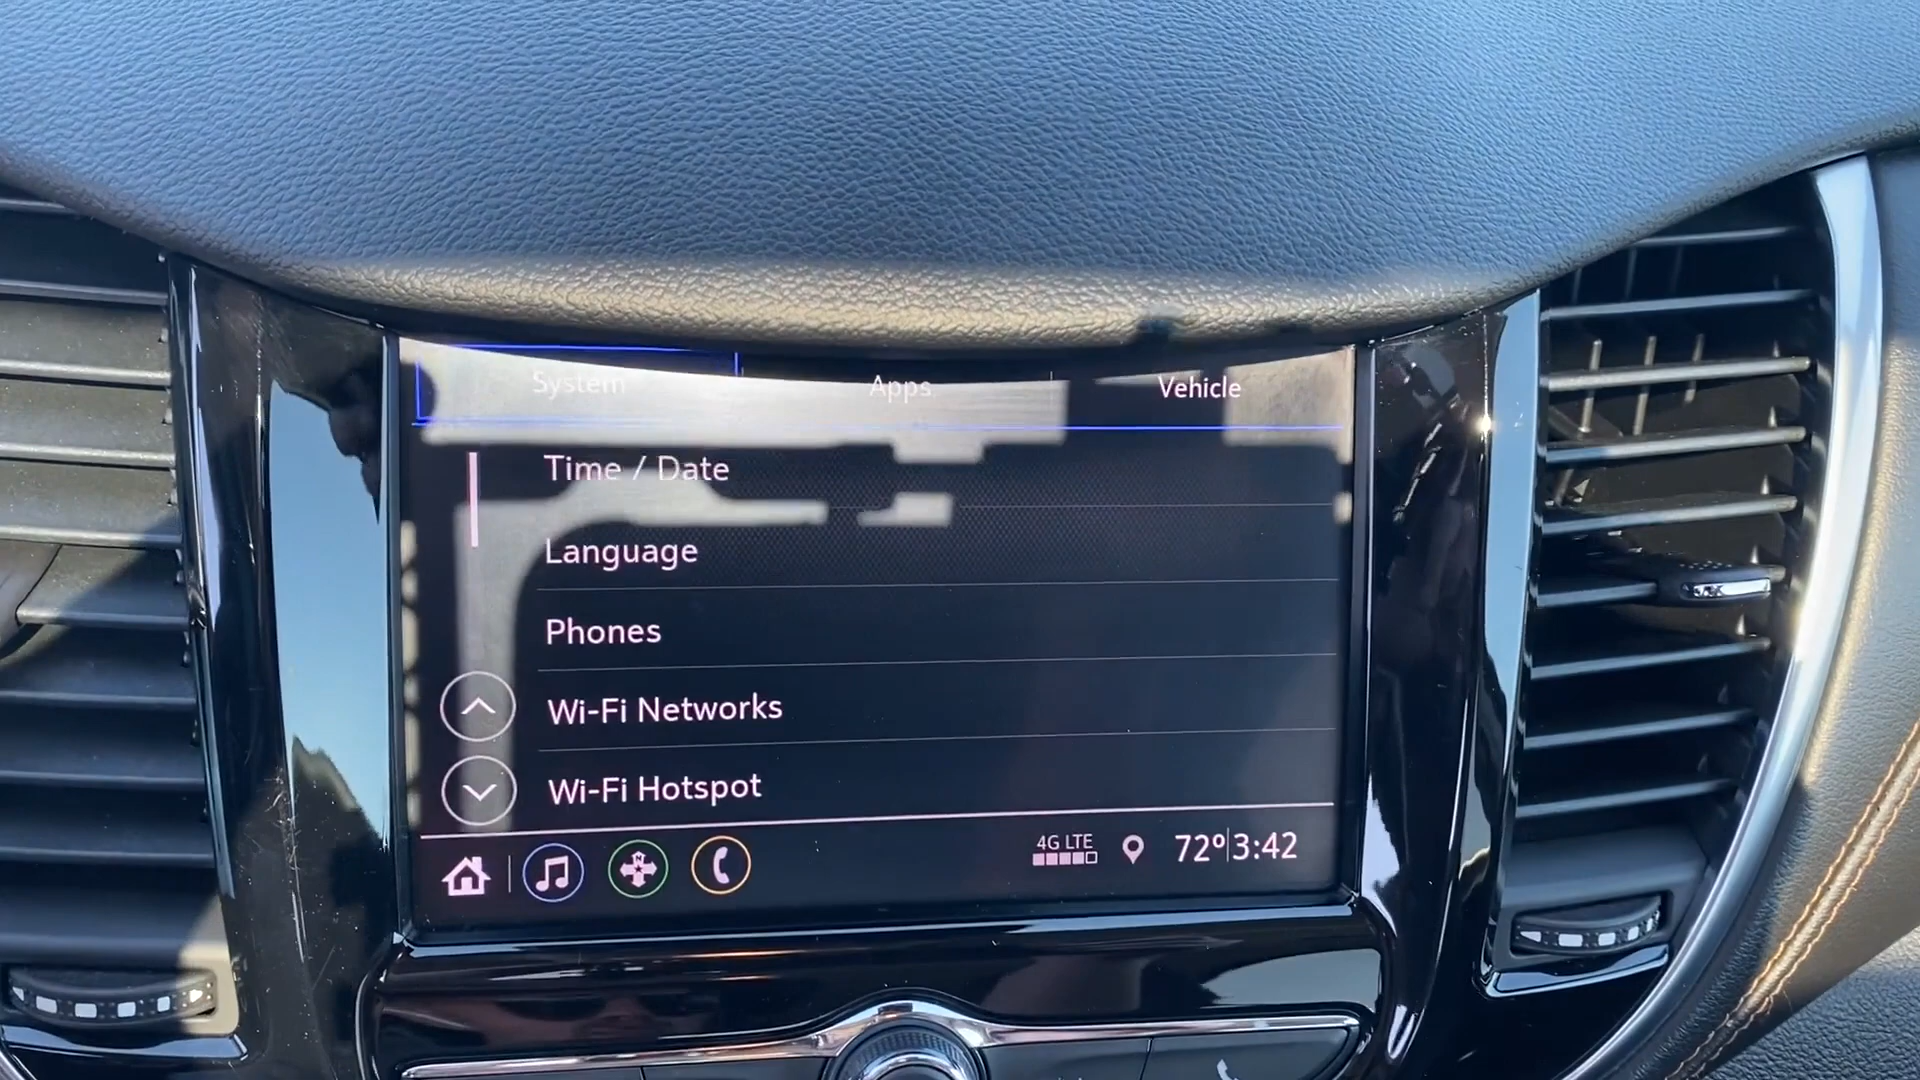 System Apps Vehicle
Time / Date
Language
Phones
Wi-Fi Networks
Wi-Fi Hotspot
N 4G LTE 72° 3:42